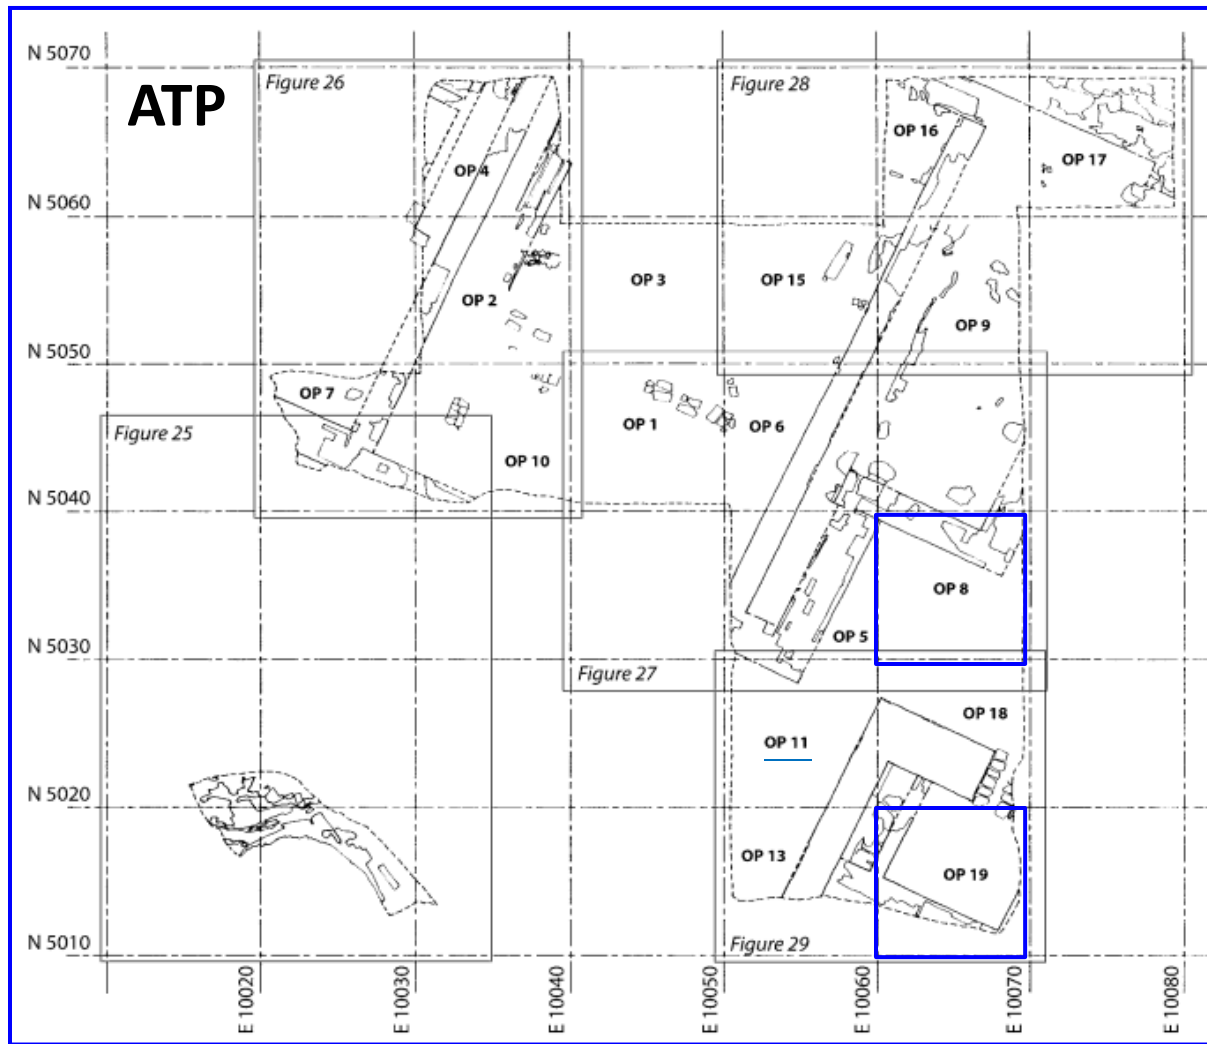 N 5070
ATP
Figure 26
Figure 28
OP 16
OP 17
OP 4
N 5060
OP 2
OP 3
OP 15
OP 9
N 5050
OP 7
Figure 25
OP 1
OP 6
OP 10
N 5040
OP 8
OP 5
N 5030
Figure 27
OP 18
OP 11
N 5020
OP 13
OP 19
N 5010
Figure 29
E 10020
E 10030
E 10040
E 10050
E 10060
E 10070
E 10080